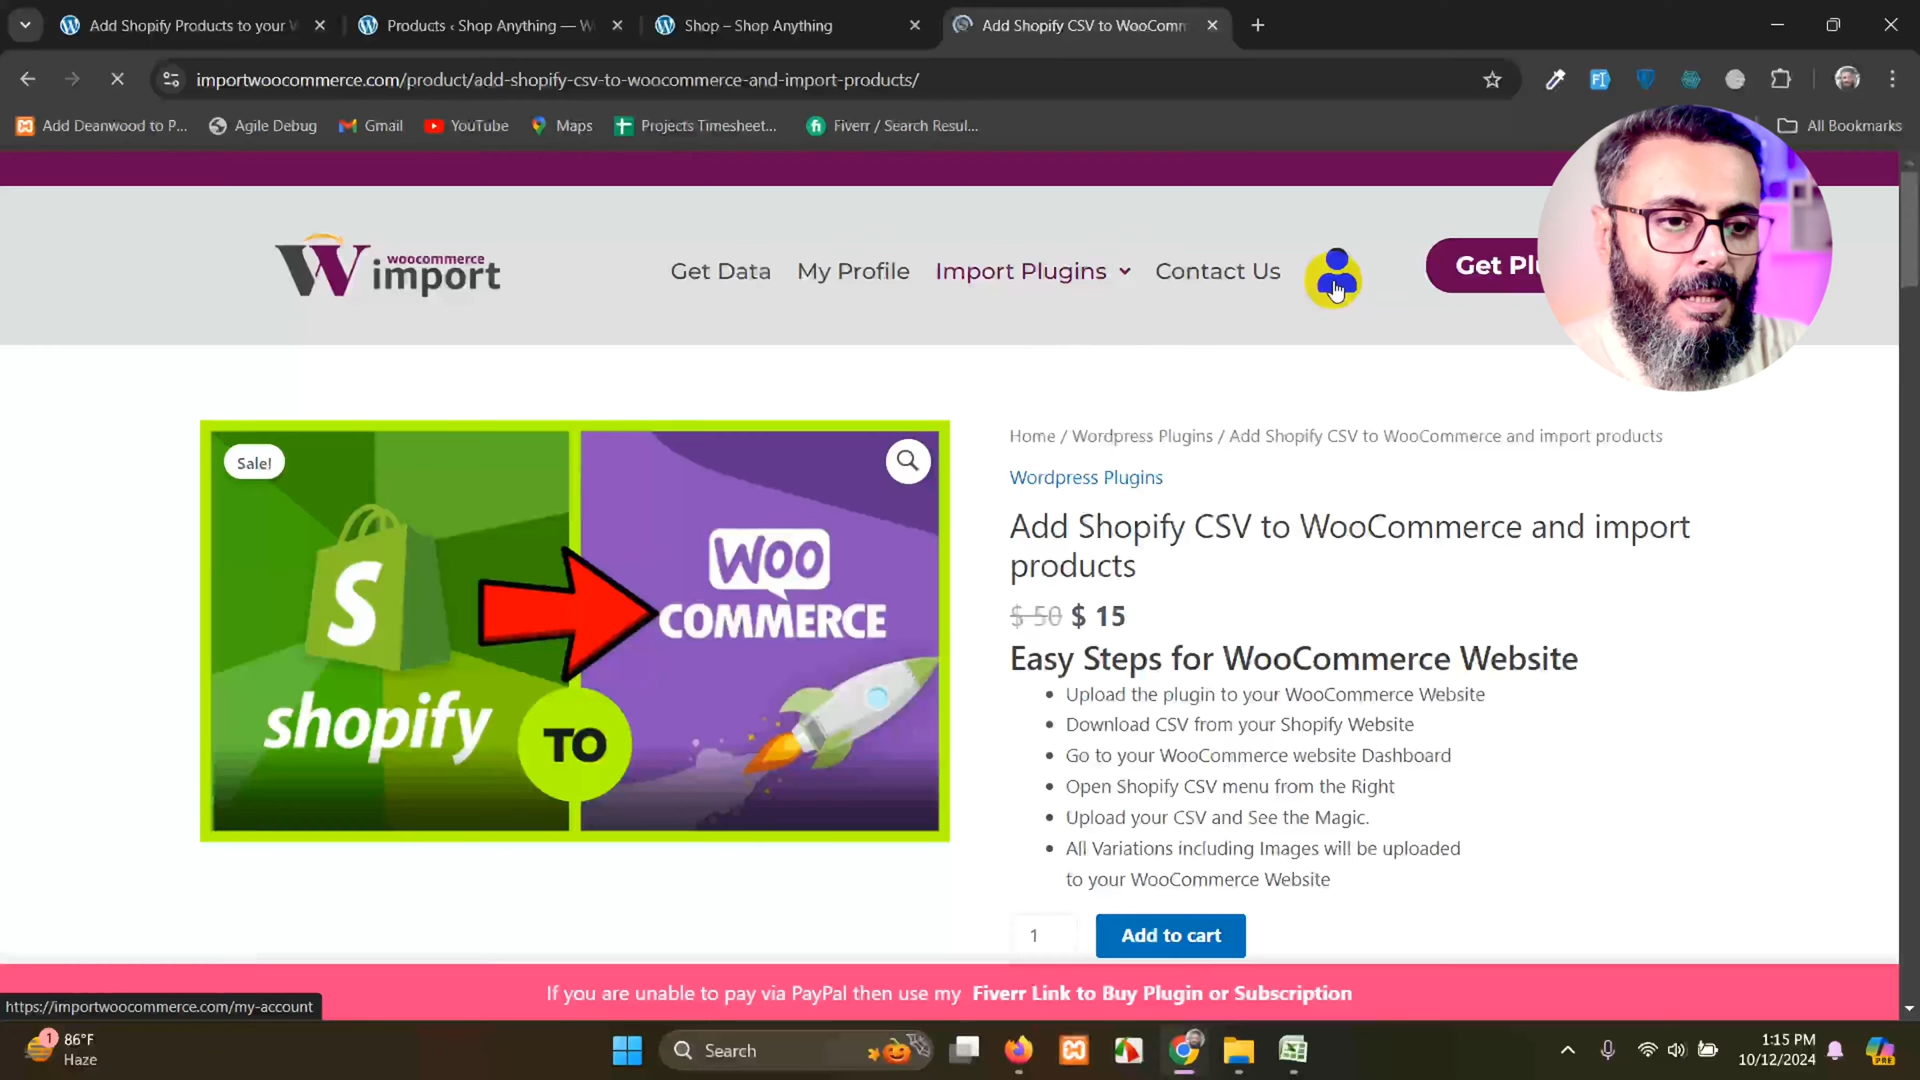 Add Shopify Products to your W
Products ‹ Shop Anything — W
Shop – Shop Anything
Add Shopify CSV to WooComm
importwoocommerce.com/product/add-shopify-csv-to-woocommerce-and-import-products/
Add Deanwood to P...
Agile Debug
Gmail
YouTube
Maps
Projects Timesheet...
Fiverr / Search Resul...
All Bookmarks
woocommerce
import
Get Data
My Profile
Import Plugins
Contact Us
Get Plu
Sale!
S
shopify
TO
WOO
COMMERCE
Home / Wordpress Plugins / Add Shopify CSV to WooCommerce and import products
Wordpress Plugins
Add Shopify CSV to WooCommerce and import
products
$ 50 $ 15
Easy Steps for WooCommerce Website
• Upload the plugin to your WooCommerce Website
• Download CSV from your Shopify Website
• Go to your WooCommerce website Dashboard
• Open Shopify CSV menu from the Right
• Upload your CSV and See the Magic.
• All Variations including Images will be uploaded
to your WooCommerce Website
1
Add to cart
If you are unable to pay via PayPal then use my Fiverr Link to Buy Plugin or Subscription
https://importwoocommerce.com/my-account
1
86°F
Haze
Search
1:15 PM
10/12/2024